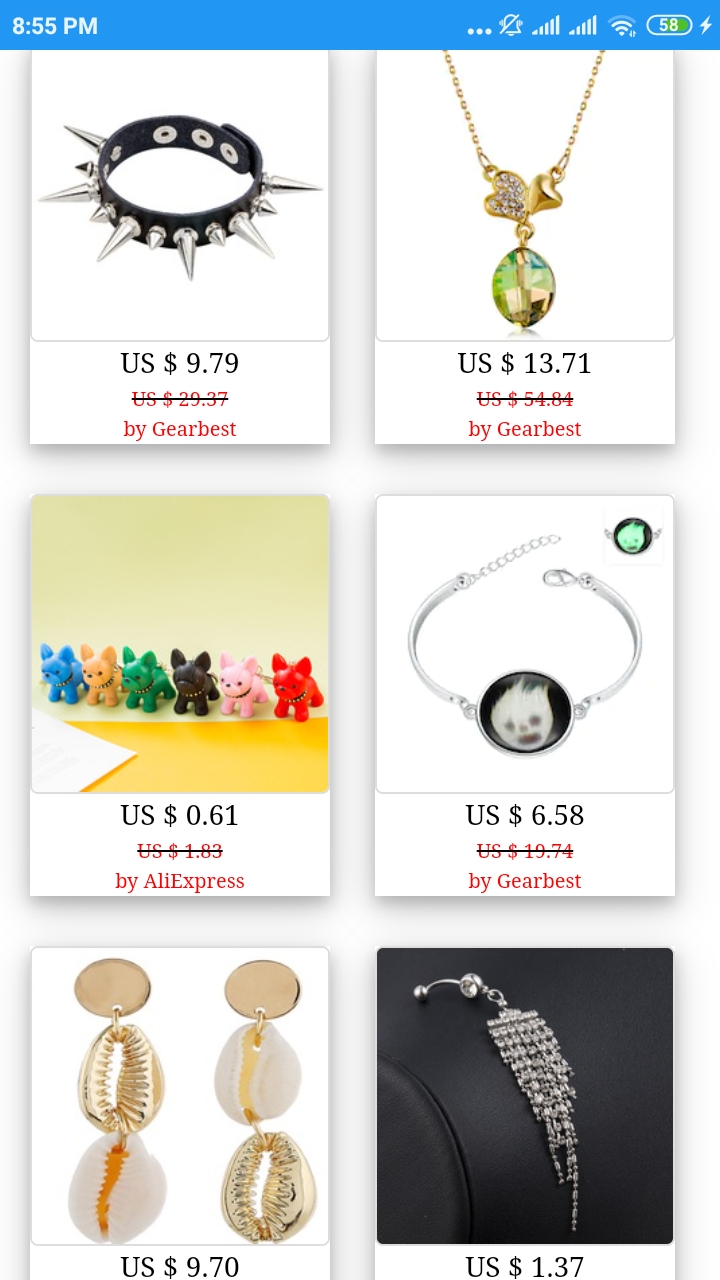 8:55 PM
58
US $ 9.79
US $ 29.37
by Gearbest
US $ 13.71
US $ 54.84
by Gearbest
US $ 0.61
US $ 1.83
by AliExpress
US $ 6.58
US $ 19.74
by Gearbest
US $ 9.70
US $ 1.37